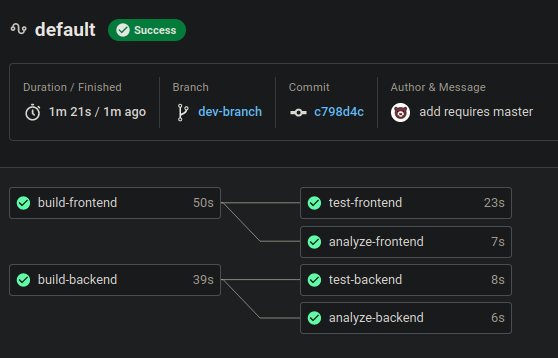 default Success
Duration / Finished Branch Commit Author & Message
1m 21s / 1m ago dev-branch c798d4c add requires master
build-frontend 50s test-frontend 23s
analyze-frontend 7s
build-backend 39s test-backend 8s
analyze-backend 6s